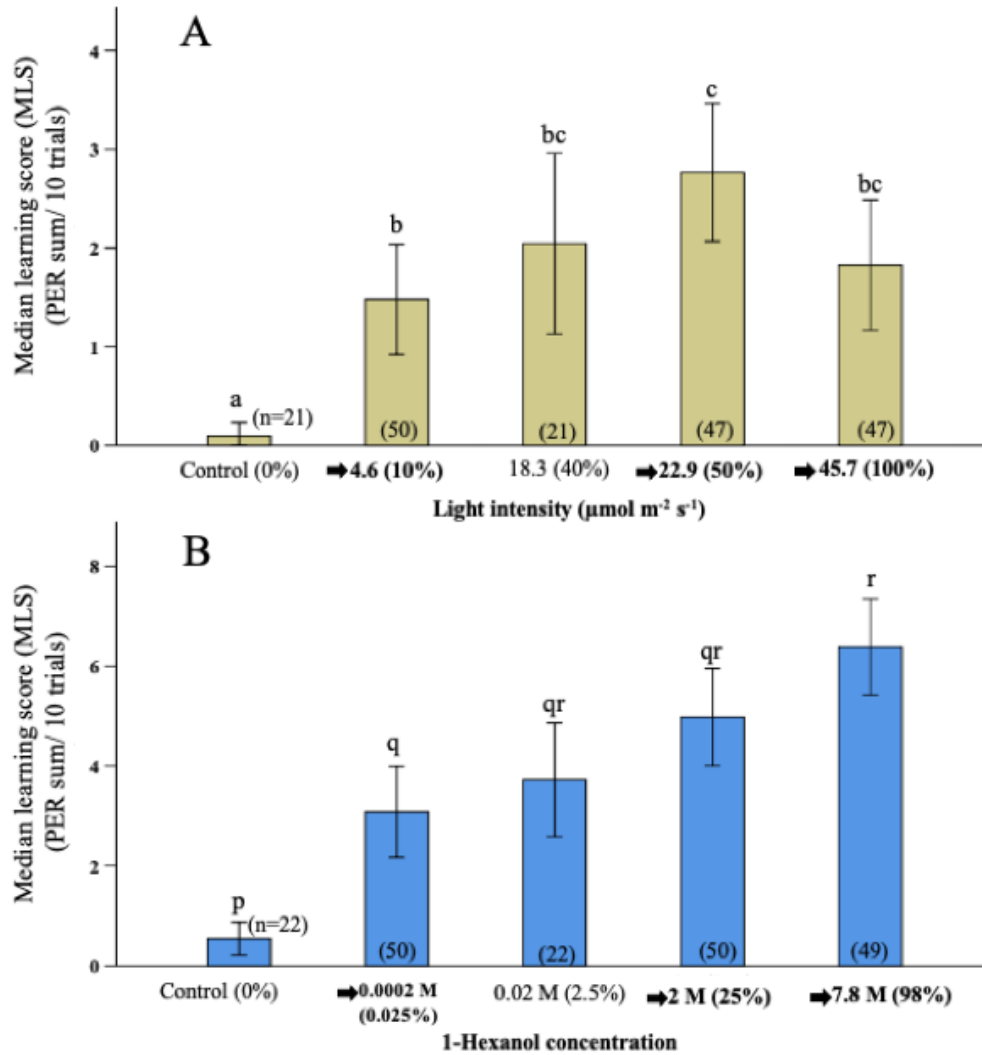 A
Median learning score (MLS)
(PER sum/ 10 trials)
4
3
2
1
0
a
(n=21)
b
(50)
bc
(21)
c
(47)
bc
(47)
Control (0%)
➡4.6 (10%)
18.3 (40%)
➡22.9 (50%)
➡45.7 (100%)
Light intensity (µmol m⁻² s⁻¹)
B
Median learning score (MLS)
(PER sum/ 10 trials)
8
6
4
2
0
p
(n=22)
q
(50)
qr
(22)
qr
(50)
r
(49)
Control (0%)
➡0.0002 M
(0.025%)
0.02 M (2.5%)
➡2 M (25%)
➡7.8 M (98%)
1-Hexanol concentration